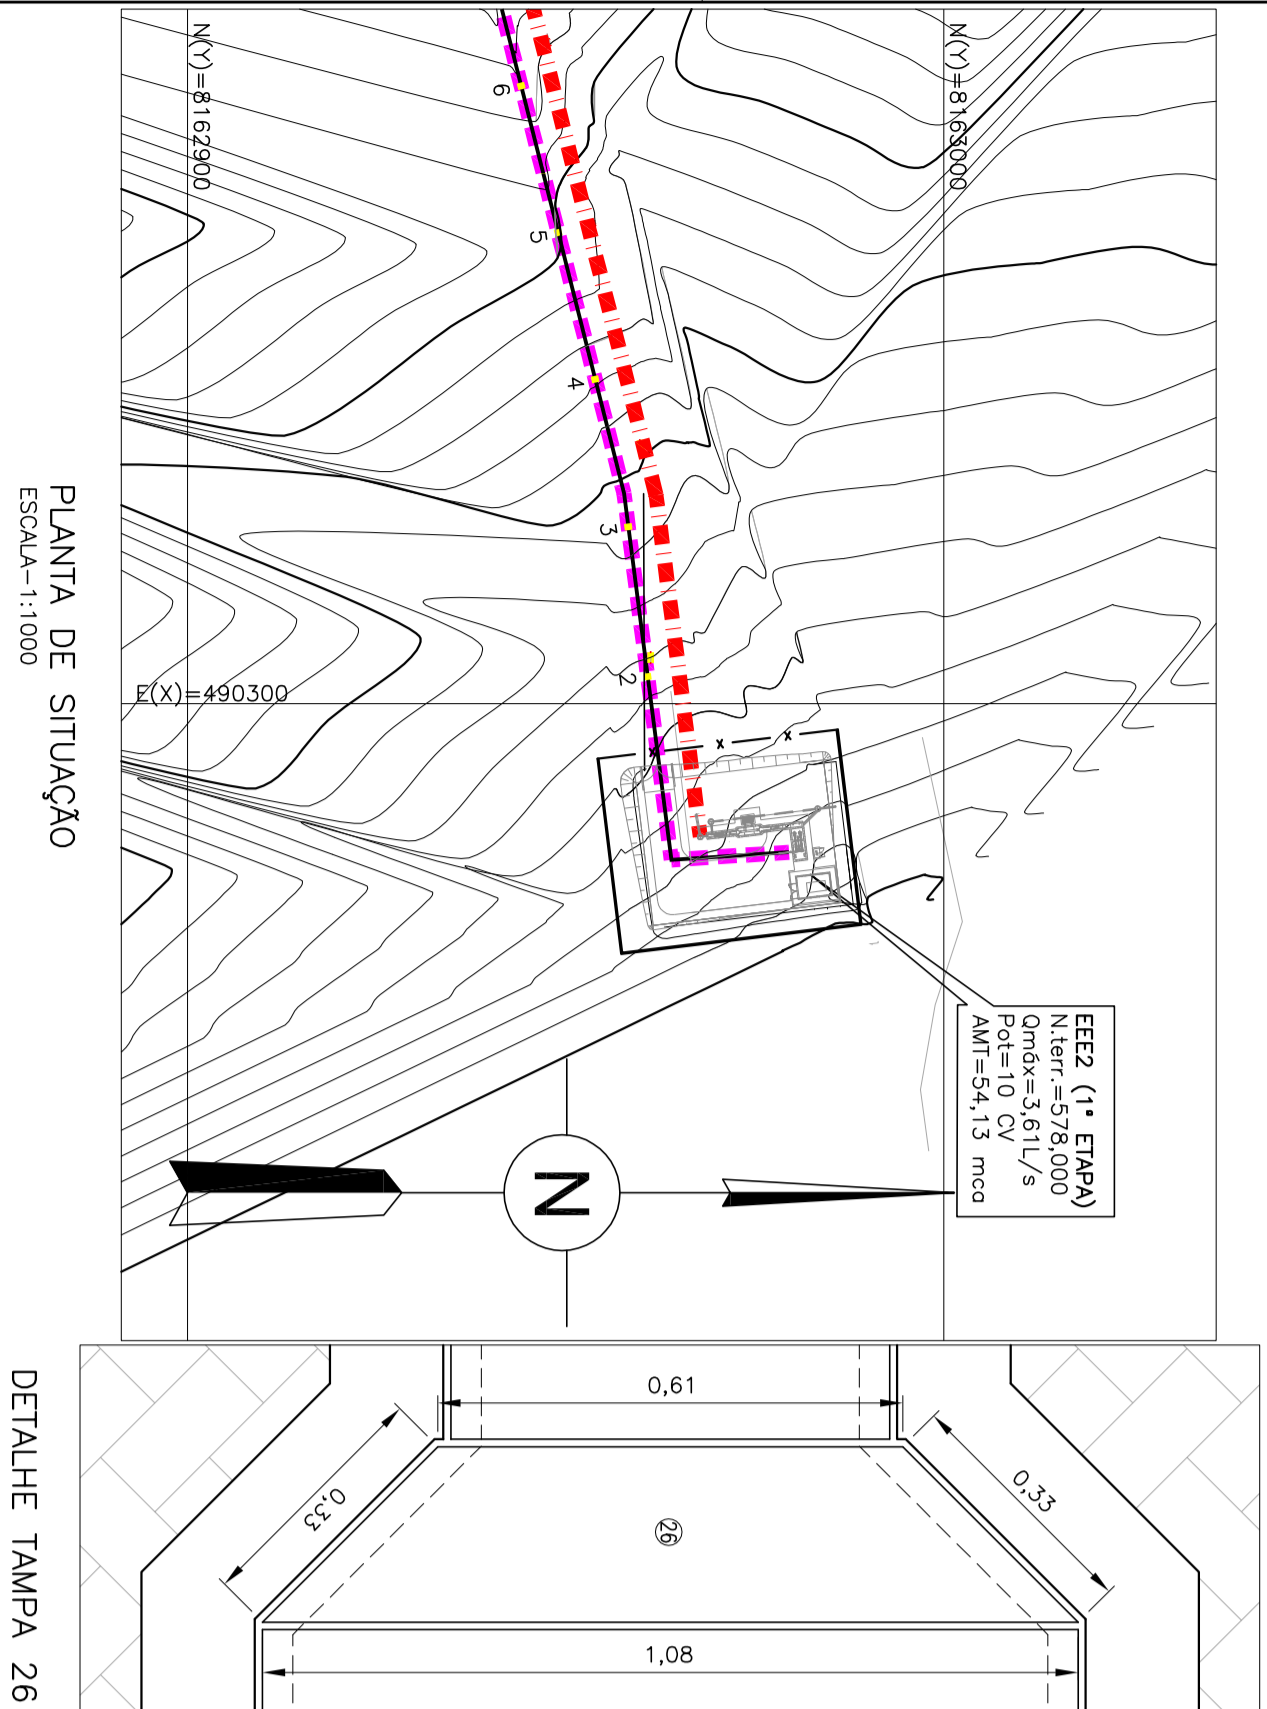 N(Y)=8163000
N(Y)=8162900
E(X)=490300
6
5
4
3
2
x
x
x
EEE2 (1ª ETAPA)
N.terr.=578,000
Qmáx=3,61L/s
Pot=10 CV
AMT=54,13 mca
N
PLANTA DE SITUAÇÃO
ESCALA-1:1000
0,61
0,33
0,33
26
1,08
DETALHE TAMPA 26